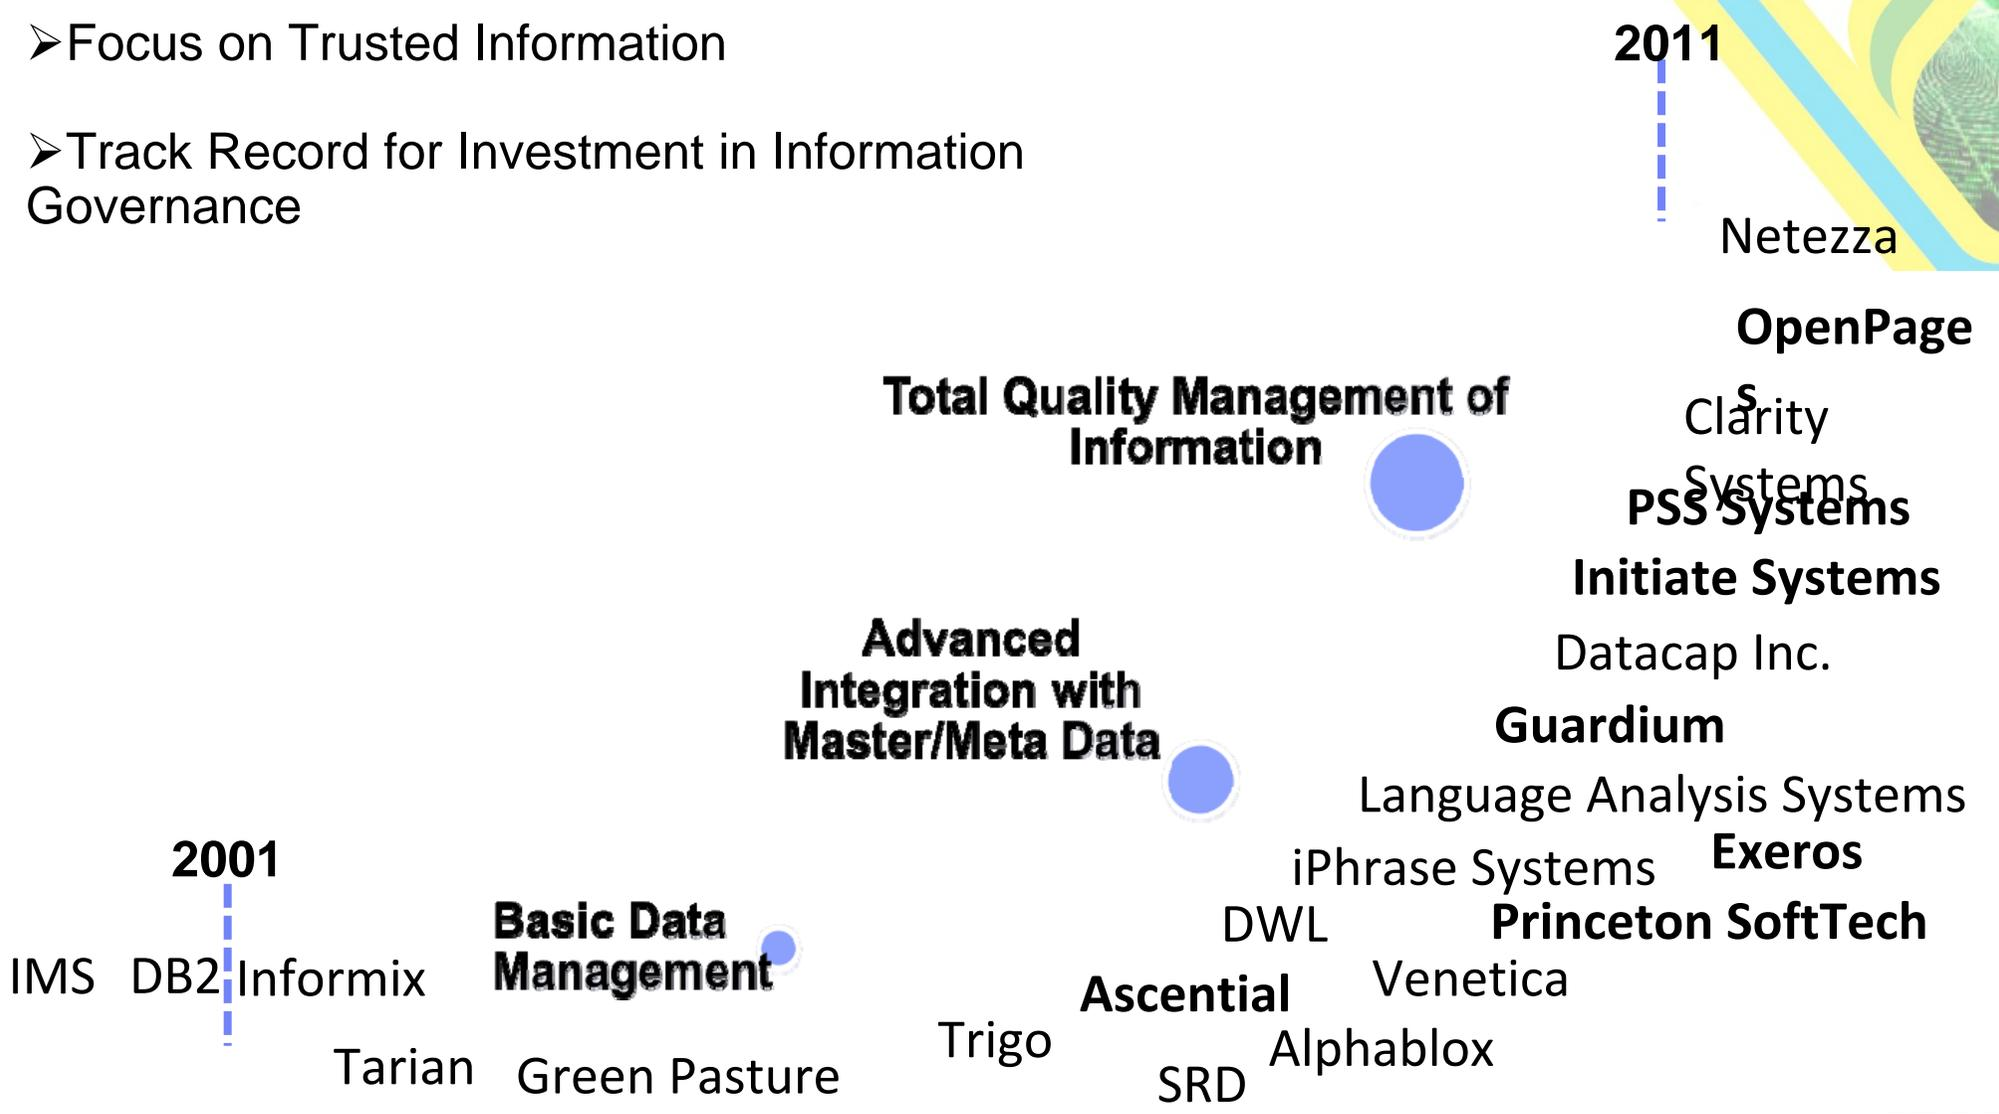 ➢Focus on Trusted Information
➢Track Record for Investment in Information
Governance
2011
Netezza
OpenPage
s
Clarity
Systems
PSS Systems
Total Quality Management of
Information
Initiate Systems
Datacap Inc.
Advanced
Integration with
Master/Meta Data
Guardium
Language Analysis Systems
Exeros
iPhrase Systems
2001
Princeton SoftTech
DWL
Basic Data
Management
IMS DB2 Informix
Venetica
Ascential
Trigo
Alphablox
Tarian
Green Pasture
SRD